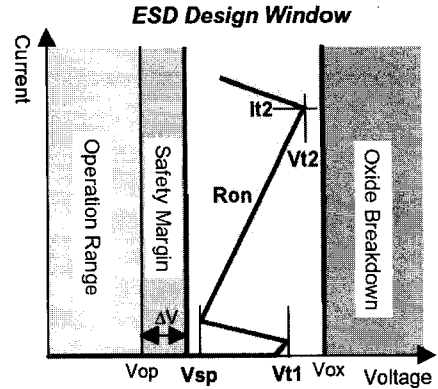 ESD Design Window
Current
Operation Range
Safety Margin
ΔV
It2
Vt2
Ron
Oxide Breakdown
Vop
Vsp
Vt1
Vox
Voltage